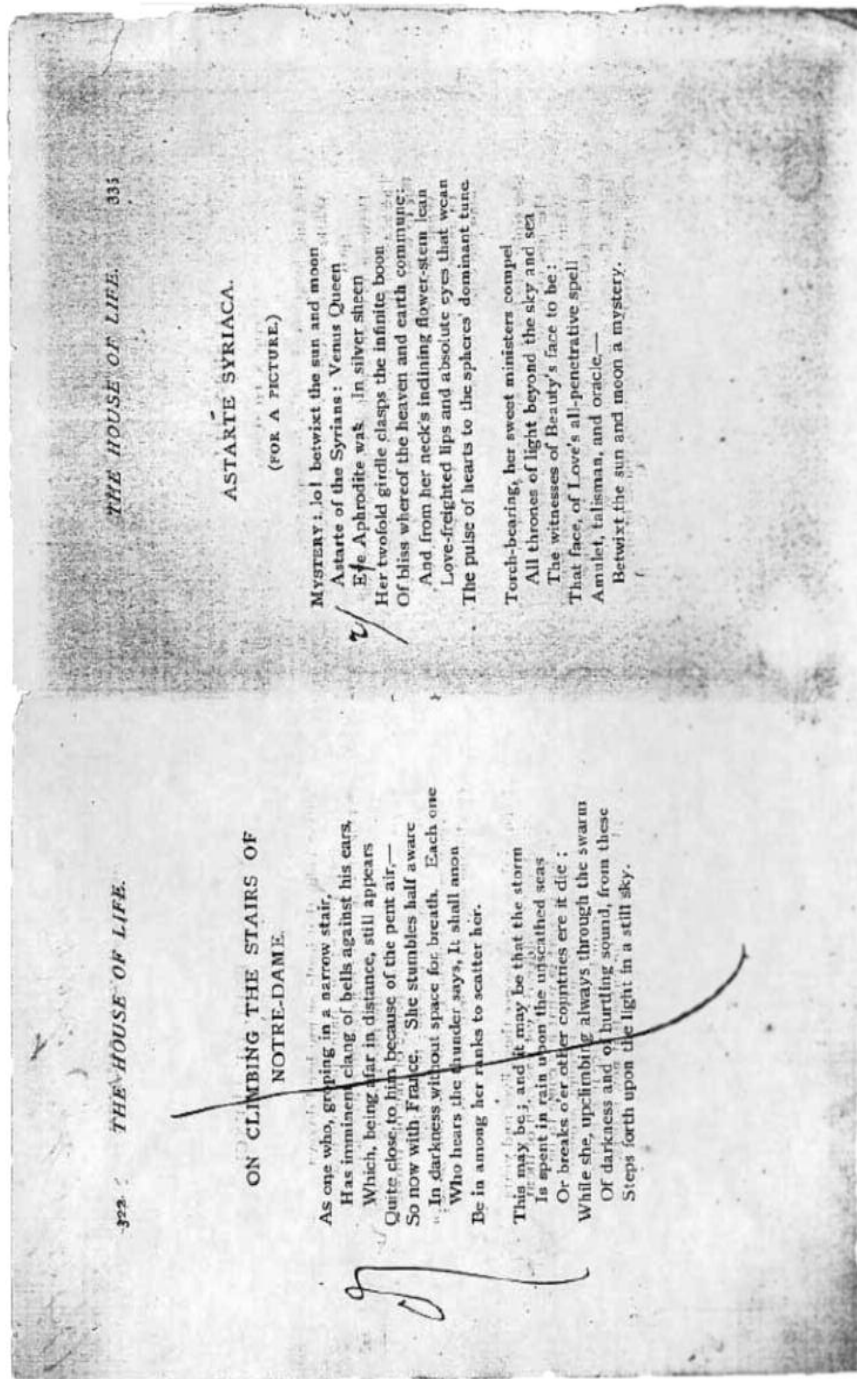 322
THE HOUSE OF LIFE.
ON CLIMBING THE STAIRS OF
NOTRE-DAME.
As one who, groping in a narrow stair,
Has imminent clang of bells against his ears,
Which, being afar in distance, still appears
Quite close to him because of the pent air,—
So now with France. She stumbles half aware
In darkness without space for breath. Each one
Who hears the thunder says, It shall anon
Be in among her ranks to scatter her.
This may be; and it may be that the storm
Is spent in rain upon the unscathed seas
Or breaks o'er other countries ere it die:
While she, upclimbing always through the swarm
Of darkness and of hurtling sound, from these
Steps forth upon the light in a still sky.
THE HOUSE OF LIFE.
ASTARTE SYRIACA.
(FOR A PICTURE.)
MYSTERY: lo! betwixt the sun and moon
Astarte of the Syrians: Venus Queen
Ere Aphrodite was. In silver sheen
Her twofold girdle clasps the infinite boon
Of bliss whereof the heaven and earth commune:
And from her neck's inclining flower-stem lean
Love-freighted lips and absolute eyes that wean
The pulse of hearts to the spheres' dominant tune.
Torch-bearing, her sweet ministers compel
All thrones of light beyond the sky and sea
The witnesses of Beauty's face to be:
That face, of Love's all-penetrative spell
Amulet, talisman, and oracle,—
Betwixt the sun and moon a mystery.